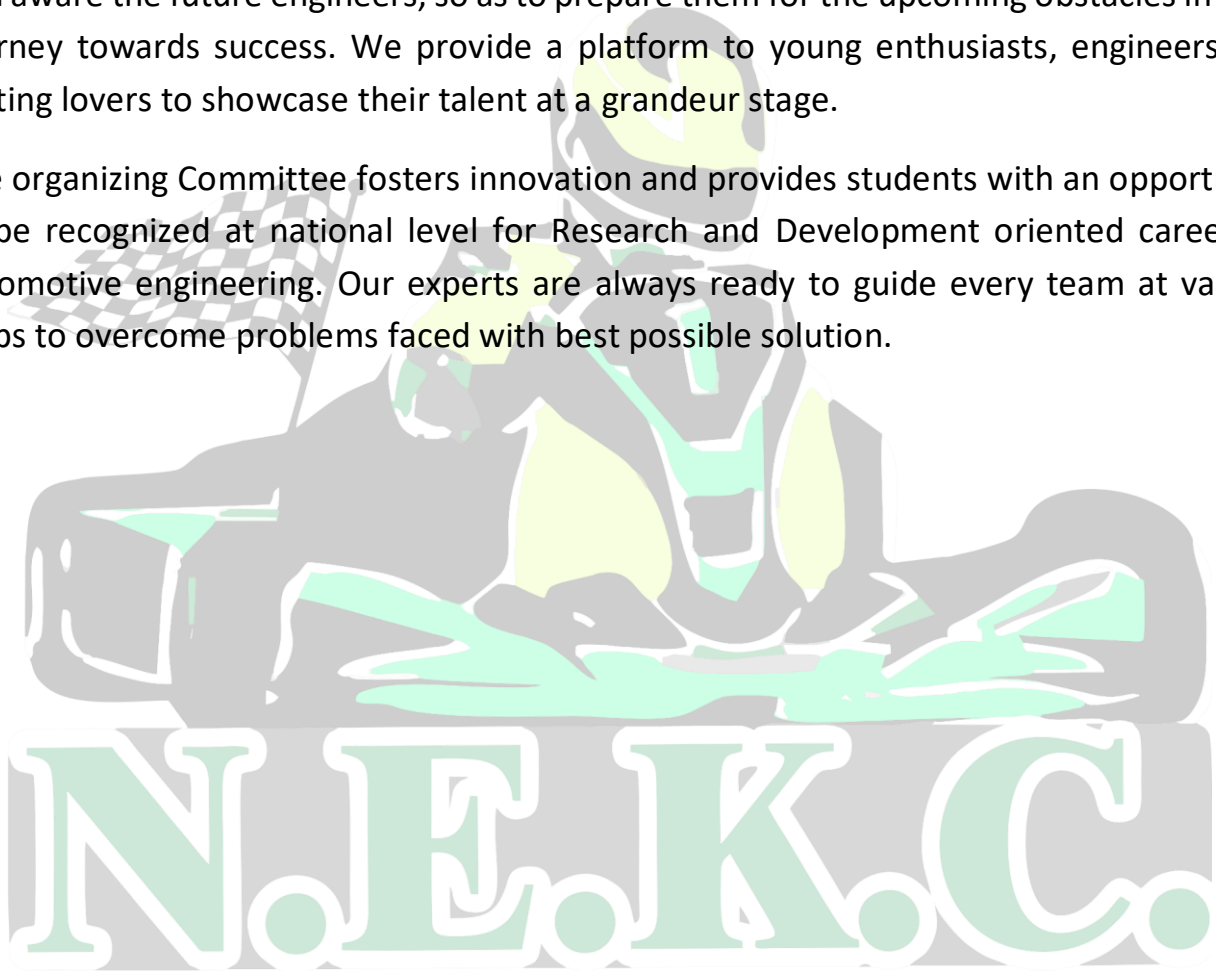 aware the future engineers, so as to prepare them for the upcoming obstacles in
rney towards success. We provide a platform to young enthusiasts, engineers
ting lovers to showcase their talent at a grandeur stage.
e organizing Committee fosters innovation and provides students with an opport
be recognized at national level for Research and Development oriented caree
omotive engineering. Our experts are always ready to guide every team at va
ps to overcome problems faced with best possible solution.
N.E.K.C.